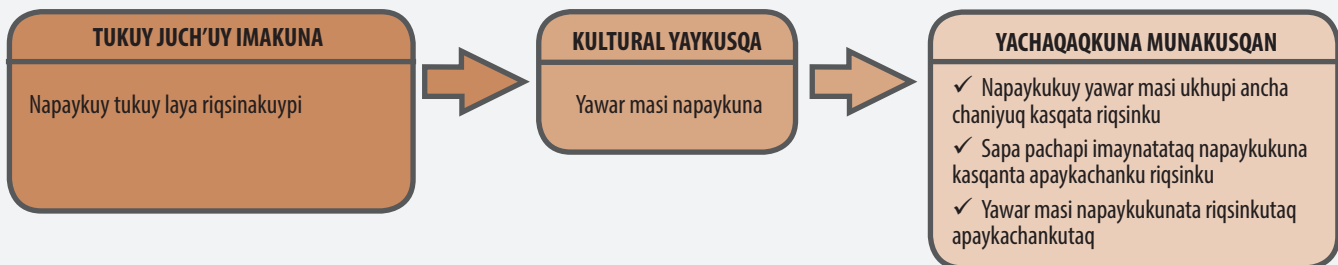 TUKUY JUCH’UY IMAKUNA
Napaykuy tukuy laya riqsinakuypi
KULTURAL YAYKUSQA
Yawar masi napaykuna
YACHAQAQKUNA MUNAKUSQAN
✓ Napaykukuy yawar masi ukhupi ancha
chaniyuq kasqata riqsinku
✓ Sapa pachapi imaynatataq napaykukuna
kasqanta apaykachanku riqsinku
✓ Yawar masi napaykukunata riqsinkutaq
apaykachankutaq